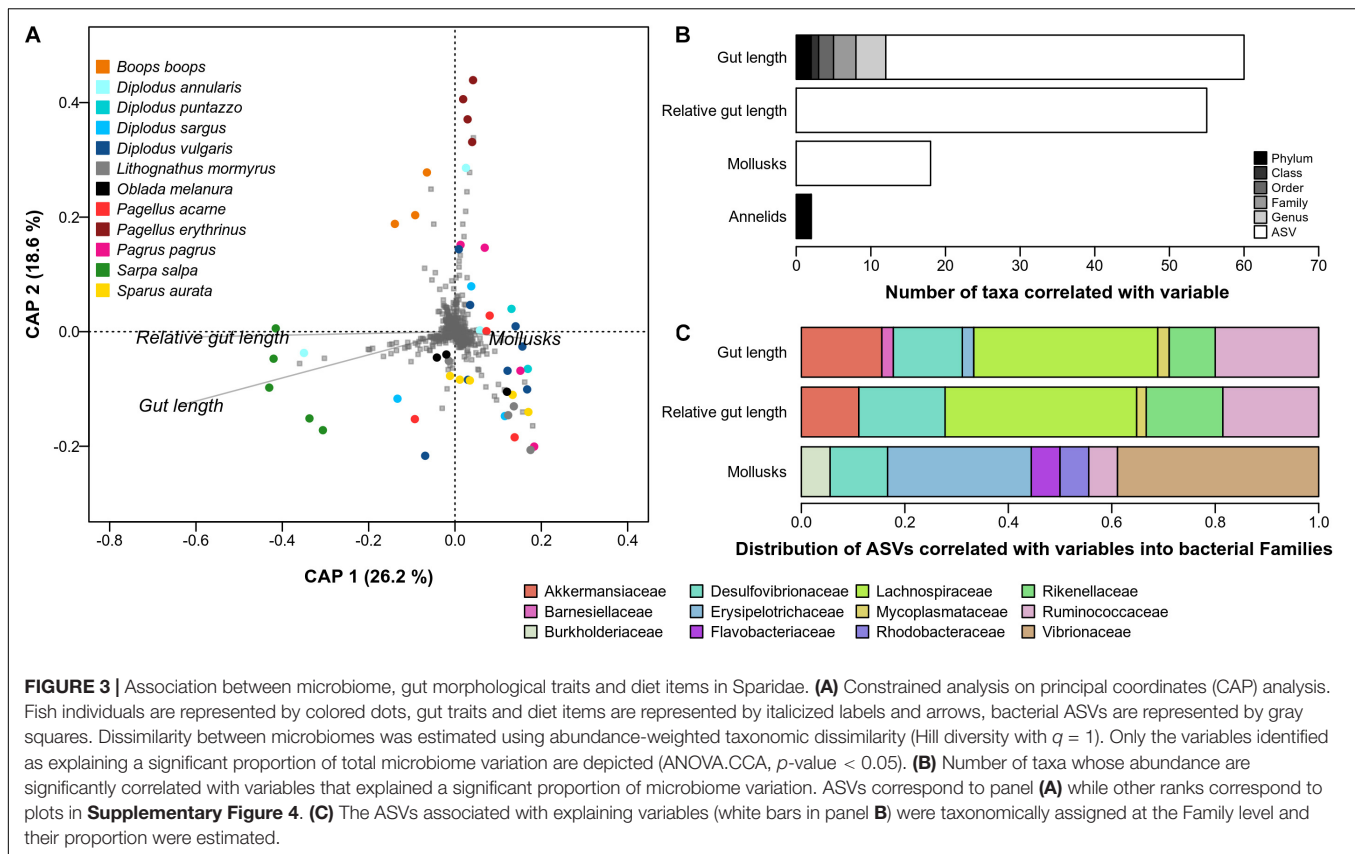 A
Boops boops
Diplodus annularis
Diplodus puntazzo
Diplodus sargus
Diplodus vulgaris
Lithognathus mormyrus
Oblada melanura
Pagellus acarne
Pagellus erythrinus
Pagrus pagrus
Sarpa salpa
Sparus aurata
CAP 2 (18.6 %)
0.4
0.2
0.0
-0.2
Relative gut length
Mollusks
Gut length
-0.8 -0.6 -0.4 -0.2 0.0 0.2 0.4
CAP 1 (26.2 %)
B
Gut length
Relative gut length
Mollusks
Annelids
Phylum
Class
Order
Family
Genus
ASV
0 10 20 30 40 50 60 70
Number of taxa correlated with variable
C
Gut length
Relative gut length
Mollusks
0.0 0.2 0.4 0.6 0.8 1.0
Distribution of ASVs correlated with variables into bacterial Families
Akkermansiaceae Desulfovibrionaceae Lachnospiraceae Rikenellaceae
Barnesiellaceae Erysipelotrichaceae Mycoplasmataceae Ruminococcaceae
Burkholderiaceae Flavobacteriaceae Rhodobacteraceae Vibrionaceae
FIGURE 3 | Association between microbiome, gut morphological traits and diet items in Sparidae. (A) Constrained analysis on principal coordinates (CAP) analysis.
Fish individuals are represented by colored dots, gut traits and diet items are represented by italicized labels and arrows, bacterial ASVs are represented by gray
squares. Dissimilarity between microbiomes was estimated using abundance-weighted taxonomic dissimilarity (Hill diversity with q = 1). Only the variables identified
as explaining a significant proportion of total microbiome variation are depicted (ANOVA.CCA, p-value < 0.05). (B) Number of taxa whose abundance are
significantly correlated with variables that explained a significant proportion of microbiome variation. ASVs correspond to panel (A) while other ranks correspond to
plots in Supplementary Figure 4. (C) The ASVs associated with explaining variables (white bars in panel B) were taxonomically assigned at the Family level and
their proportion were estimated.